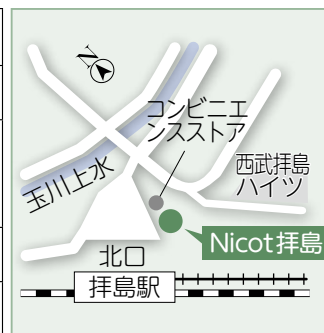 N
コンビニエ
ンスストア
玉川上水
西武拝島
ハイツ
Nicot拝島
北口
拝島駅